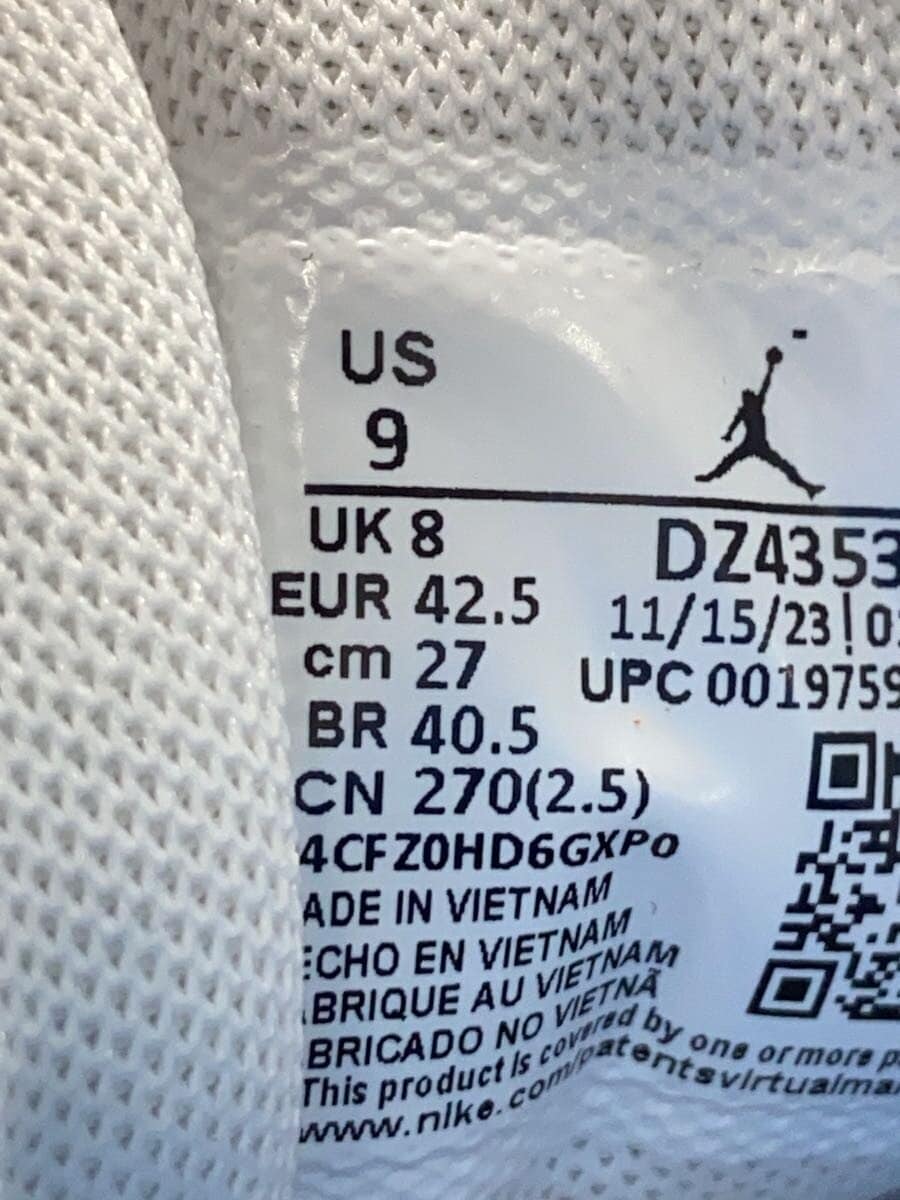 US
9
UK 8
EUR 42.5
cm 27
BR 40.5
CN 270(2.5)
4CFZ0HD6GXP0
ADE IN VIETNAM
ECHO EN VIETNAM
BRIQUE AU VIETNAM
BRICADO NO VIETNÃ
This product is covered by one or more p
www.nike.com/patentsvirtualma
DZ4353
11/15/23
UPC 0019759